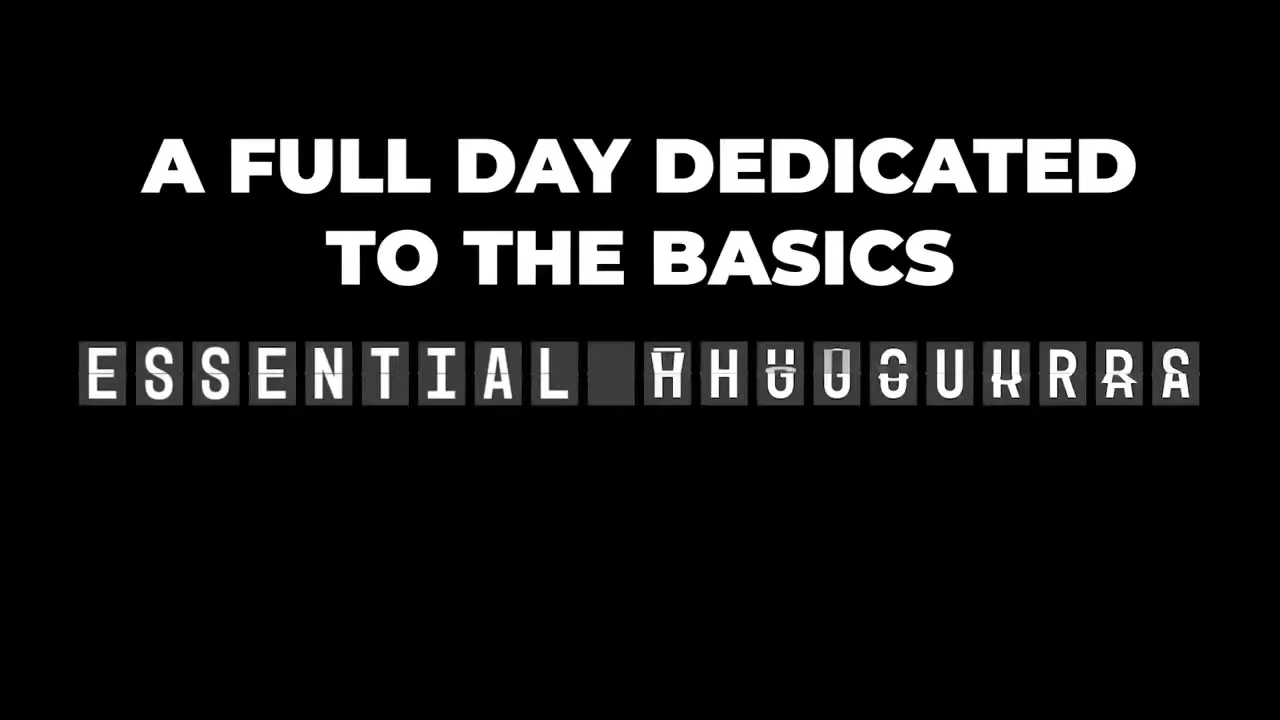 A FULL DAY DEDICATED
TO THE BASICS
ESSENTIAL